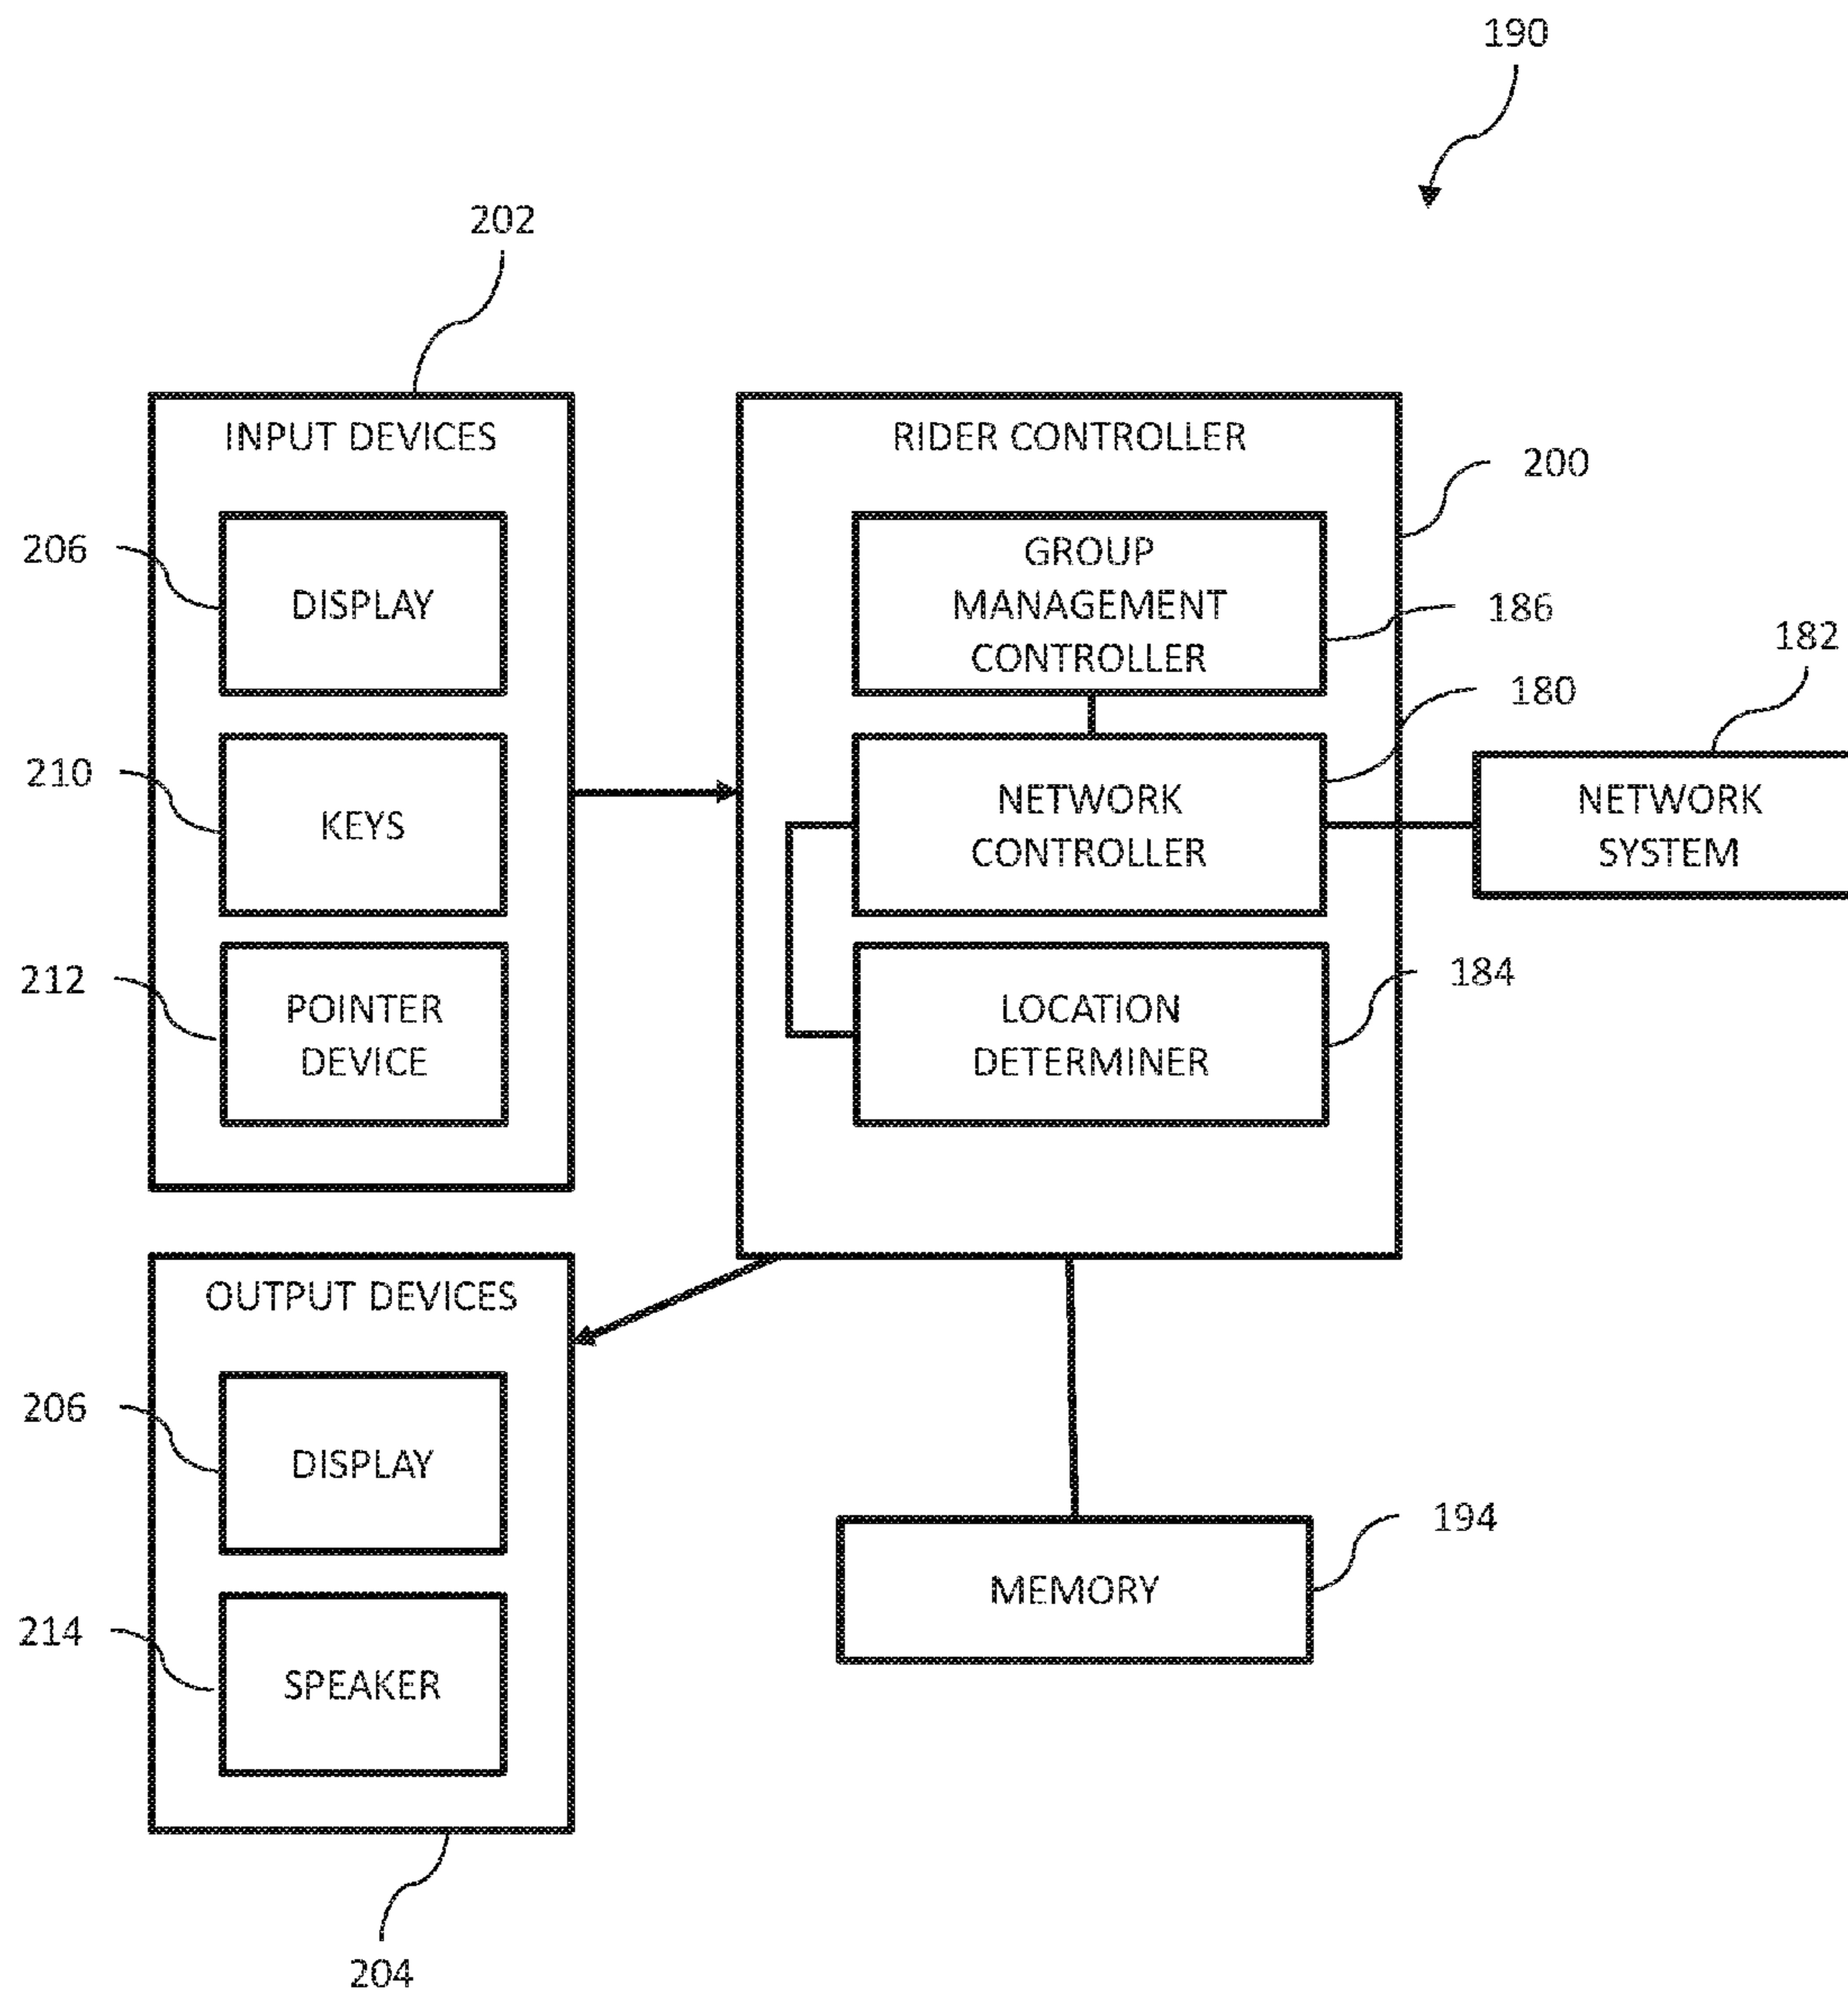 190
202
INPUT DEVICES
206
DISPLAY
210
KEYS
212
POINTER
DEVICE
RIDER CONTROLLER
200
GROUP
MANAGEMENT
CONTROLLER
186
180
NETWORK
CONTROLLER
182
NETWORK
SYSTEM
184
LOCATION
DETERMINER
OUTPUT DEVICES
206
DISPLAY
214
SPEAKER
204
194
MEMORY